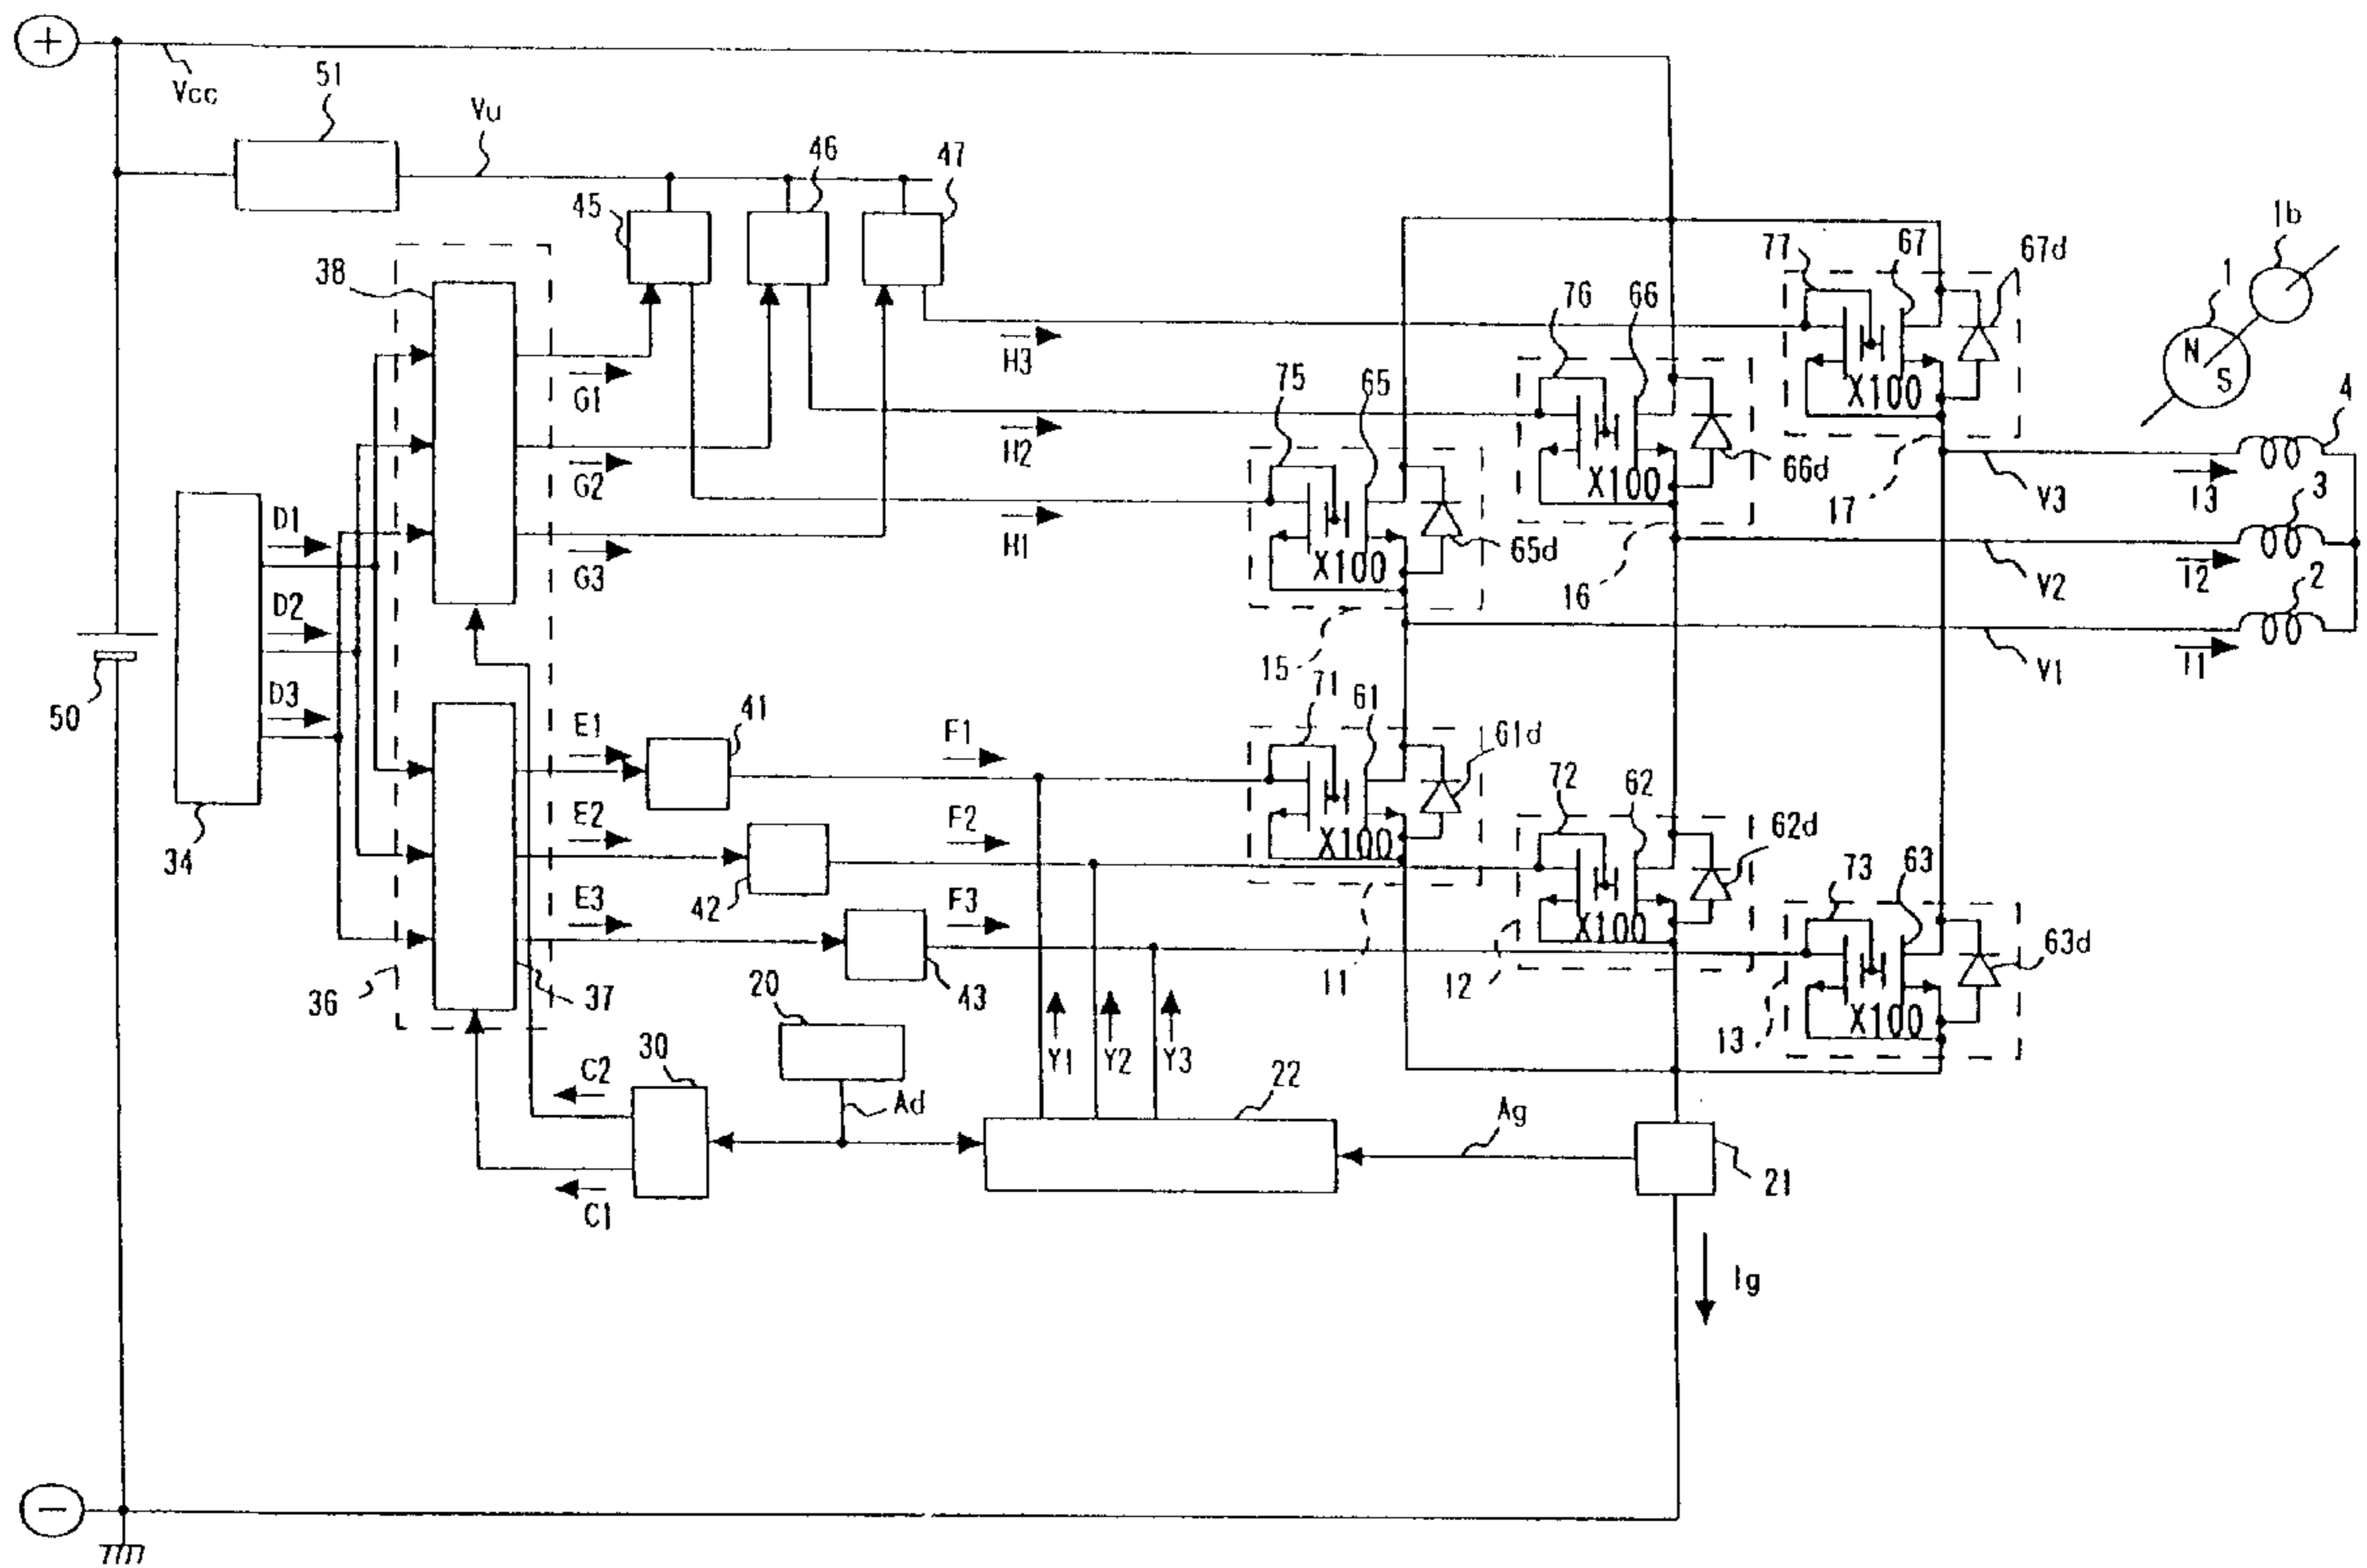 +
Vcc
51
Vu
46
47
45
38
G1
G2
G3
H3
H2
H1
75
65
65d
X100
15
76
66
66d
X100
16
77
67
67d
X100
17
1b
1
N
S
4
I3
V3
3
I2
V2
2
I1
V1
D1
D2
D3
34
50
36
37
E1
E2
E3
41
42
43
F1
F2
F3
71
61
61d
X100
11
72
62
62d
X100
12
73
63
63d
X100
13
20
30
Ad
C2
C1
Y1
Y2
Y3
22
Ag
21
Ig
−